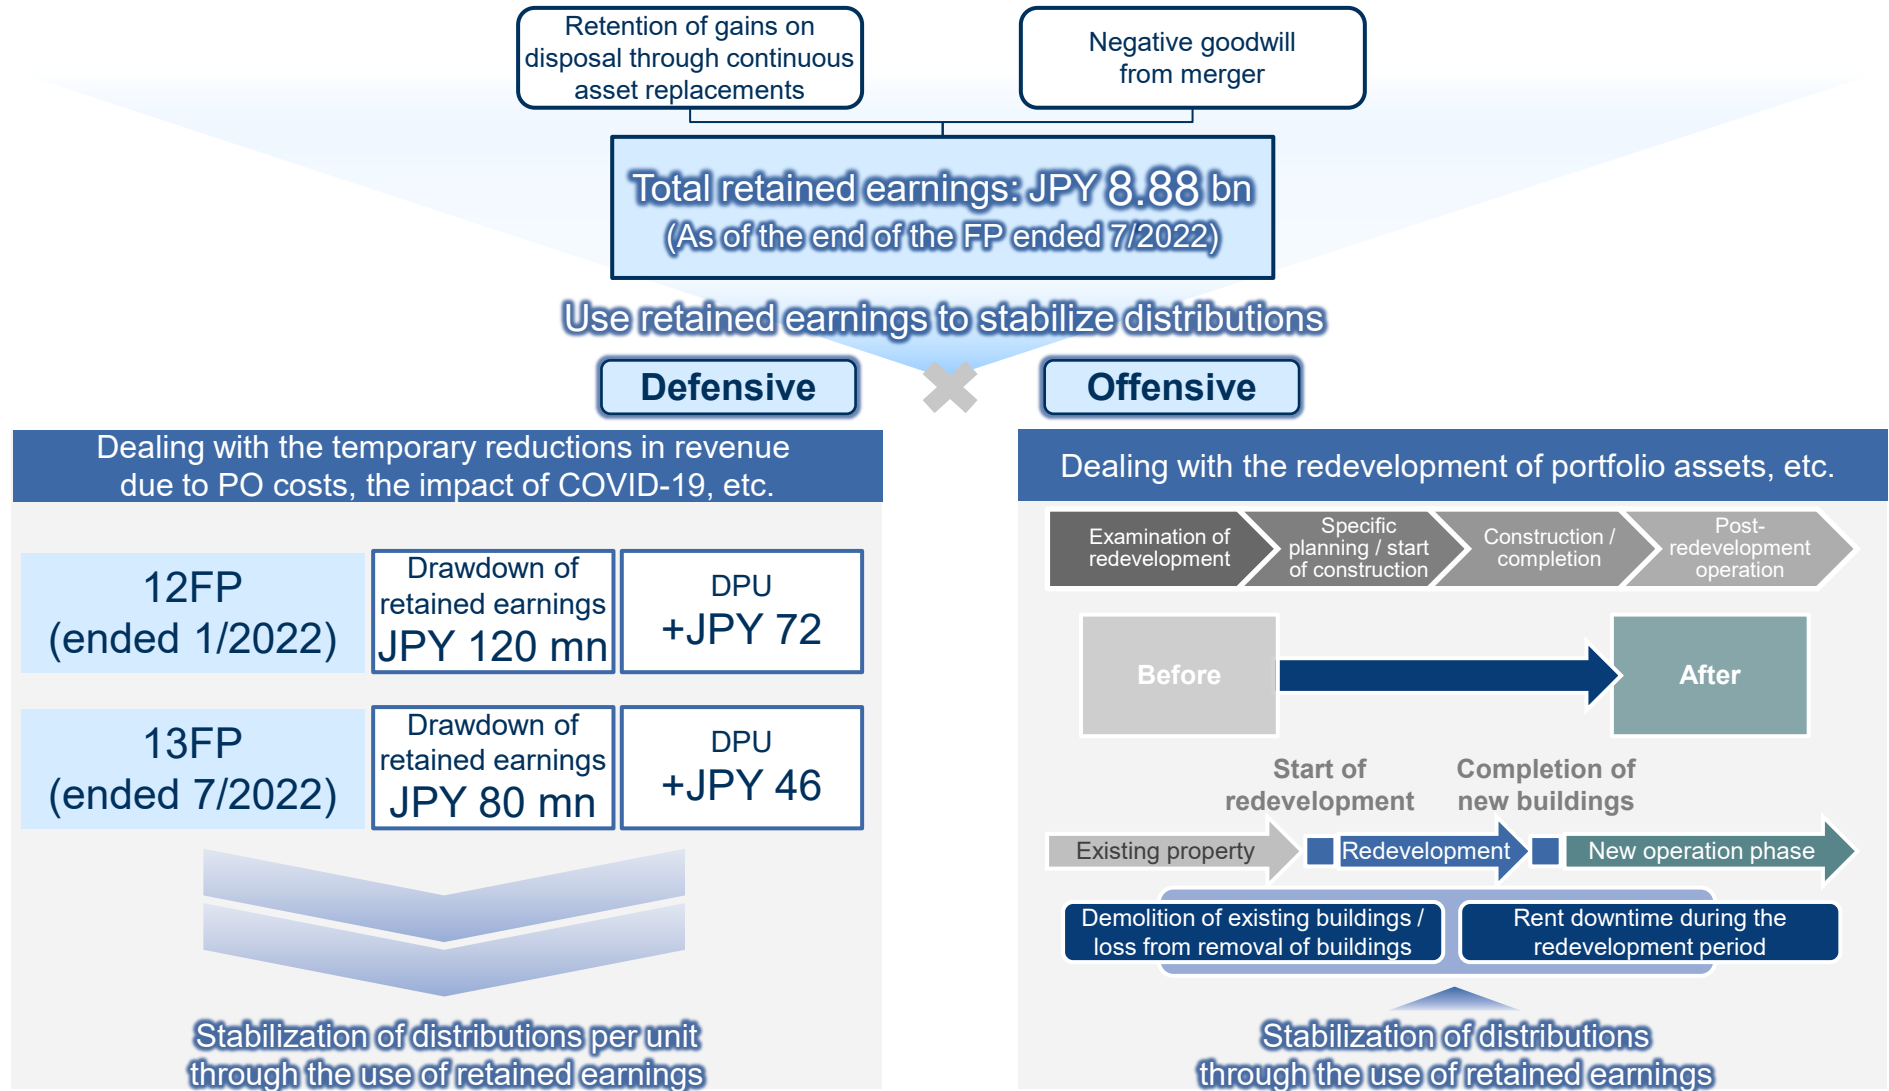 Retention of gains on
disposal through continuous
asset replacements
Negative goodwill
from merger
Total retained earnings: JPY 8.88 bn
(As of the end of the FP ended 7/2022)
Use retained earnings to stabilize distributions
Defensive
Offensive
Dealing with the temporary reductions in revenue
due to PO costs, the impact of COVID-19, etc.
12FP
(ended 1/2022)
Drawdown of
retained earnings
JPY 120 mn
DPU
+JPY 72
13FP
(ended 7/2022)
Drawdown of
retained earnings
JPY 80 mn
DPU
+JPY 46
Stabilization of distributions per unit
through the use of retained earnings
Dealing with the redevelopment of portfolio assets, etc.
Examination of
redevelopment
Specific
planning / start
of construction
Construction /
completion
Post-
redevelopment
operation
Before
After
Start of
redevelopment
Completion of
new buildings
Existing property
Redevelopment
New operation phase
Demolition of existing buildings /
loss from removal of buildings
Rent downtime during the
redevelopment period
Stabilization of distributions
through the use of retained earnings